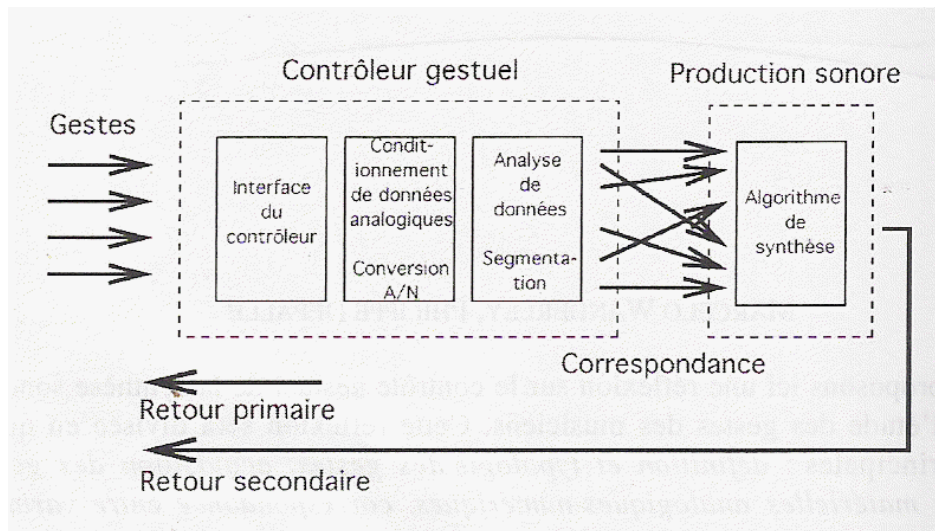 Contrôleur gestuel
Production sonore
Gestes
Interface
du
contrôleur
Condit-
ionnement
de données
analogiques
Conversion
A/N
Analyse
de
données
Segmenta-
tion
Algorithme
de
synthèse
Correspondance
Retour primaire
Retour secondaire